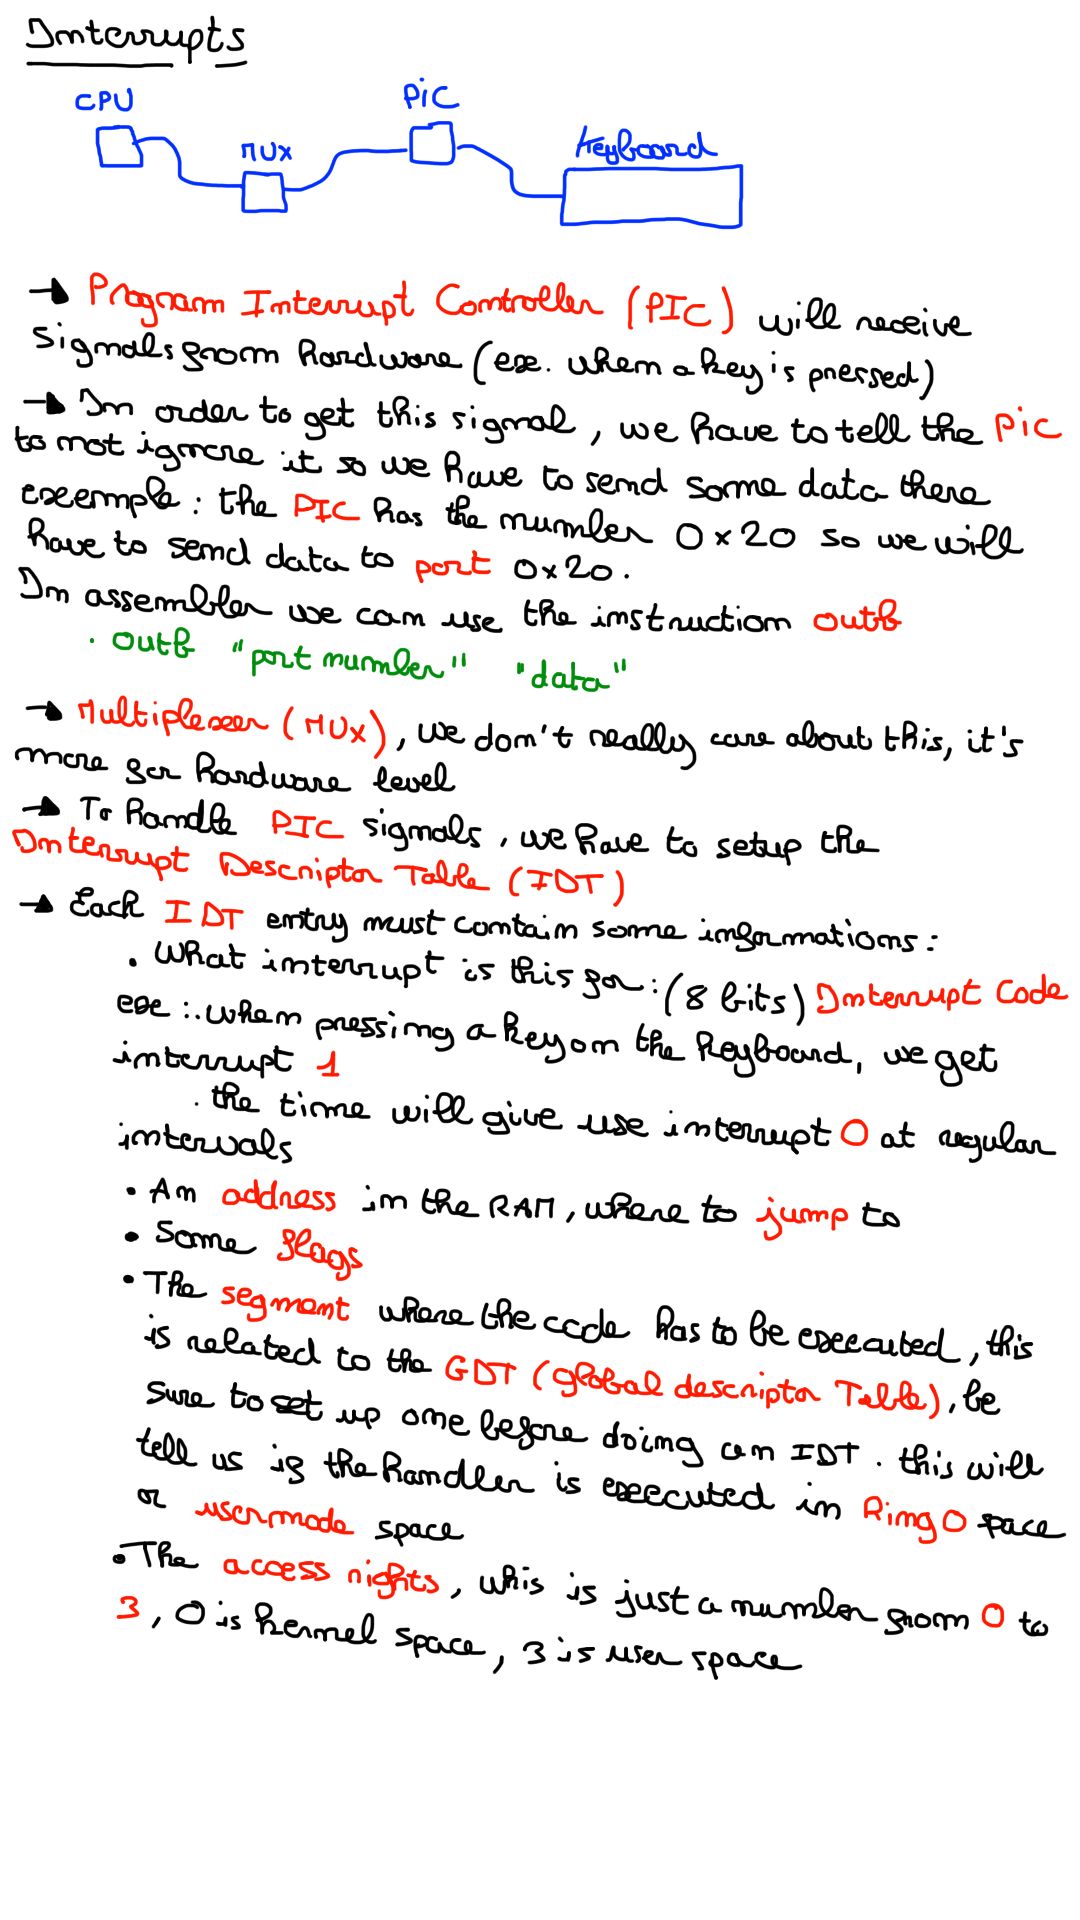 Interrupts
CPU
PiC
MUX
Keyboard
→ Program Interrupt Controller (PIC) will receive
signals from hardware (ex. when a key is pressed)
→ In order to get this signal, we have to tell the PiC
to not ignore it so we have to send some data there
exemple: the PIC has the number 0x20 so we will
have to send data to port 0x20.
In assembler we can use the instruction outb
. outb "port number" "data"
→ Multiplexer (MUX), we don't really care about this, it's
more for hardware level
→ To handle PIC signals, we have to setup the
Interrupt Descriptor Table (IDT)
→ Each IDT entry must contain some informations:
• What interrupt is this for: (8 bits) Interrupt Code
exe: . when pressing a key on the keyboard, we get
interrupt 1
. the time will give use interrupt 0 at regular
intervals
• An address in the RAM, where to jump to
• Some flags
• The segment where the code has to be executed, this
is related to the GDT (global descriptor Table), be
sure to set up one before doing an IDT. this will
tell us if the handler is executed in Ring 0 space
or usermode space
• The access rights, whis is just a number from 0 to
3, 0 is kernel space, 3 is user space